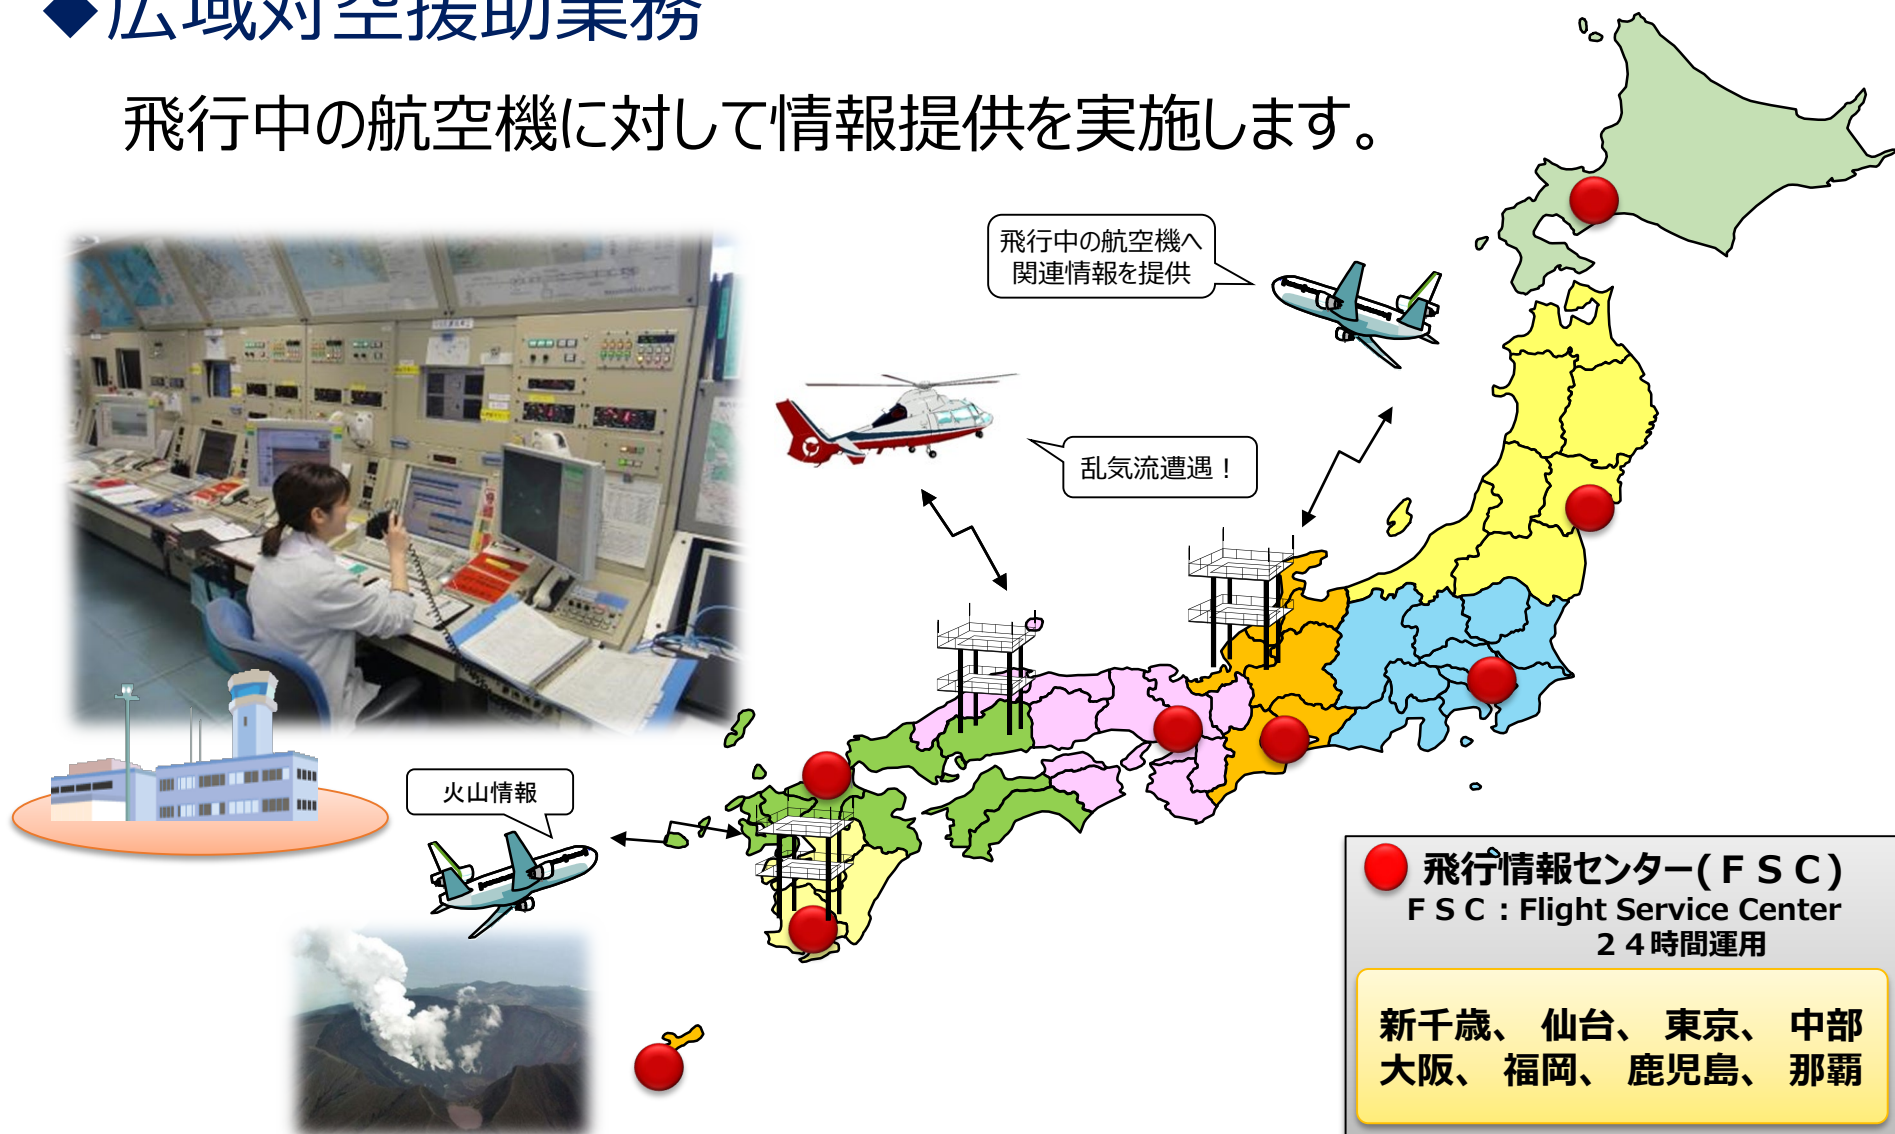 ◆広域対空援助業務
飛行中の航空機に対して情報提供を実施します。
飛行中の航空機へ
関連情報を提供
乱気流遭遇！
火山情報
飛行情報センター(ＦＳＣ)
ＦＳＣ：Flight Service Center
２４時間運用
新千歳、 仙台、 東京、 中部
大阪、 福岡、 鹿児島、 那覇